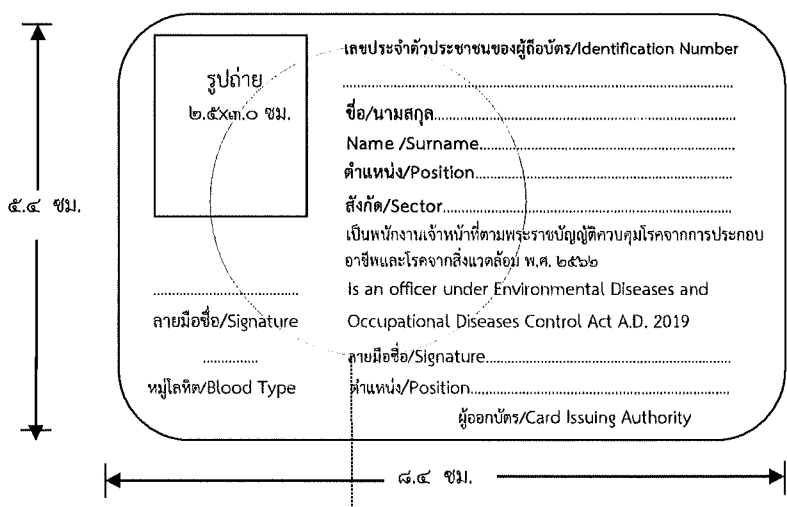 เลขประจำตัวประชาชนของผู้ถือบัตร/Identification Number
รูปถ่าย
๒.๕x๓.๐ ซม.
ชื่อ/นามสกุล
Name /Surname
ตำแหน่ง/Position
สังกัด/Sector
เป็นพนักงานเจ้าหน้าที่ตามพระราชบัญญัติควบคุมโรคจากการประกอบ
อาชีพและโรคจากสิ่งแวดล้อม พ.ศ. ๒๕๖๒
Is an officer under Environmental Diseases and
Occupational Diseases Control Act A.D. 2019
ลายมือชื่อ/Signature
หมู่โลหิต/Blood Type
ลายมือชื่อ/Signature
ตำแหน่ง/Position
ผู้ออกบัตร/Card Issuing Authority
๕.๔ ซม.
๘.๔ ซม.